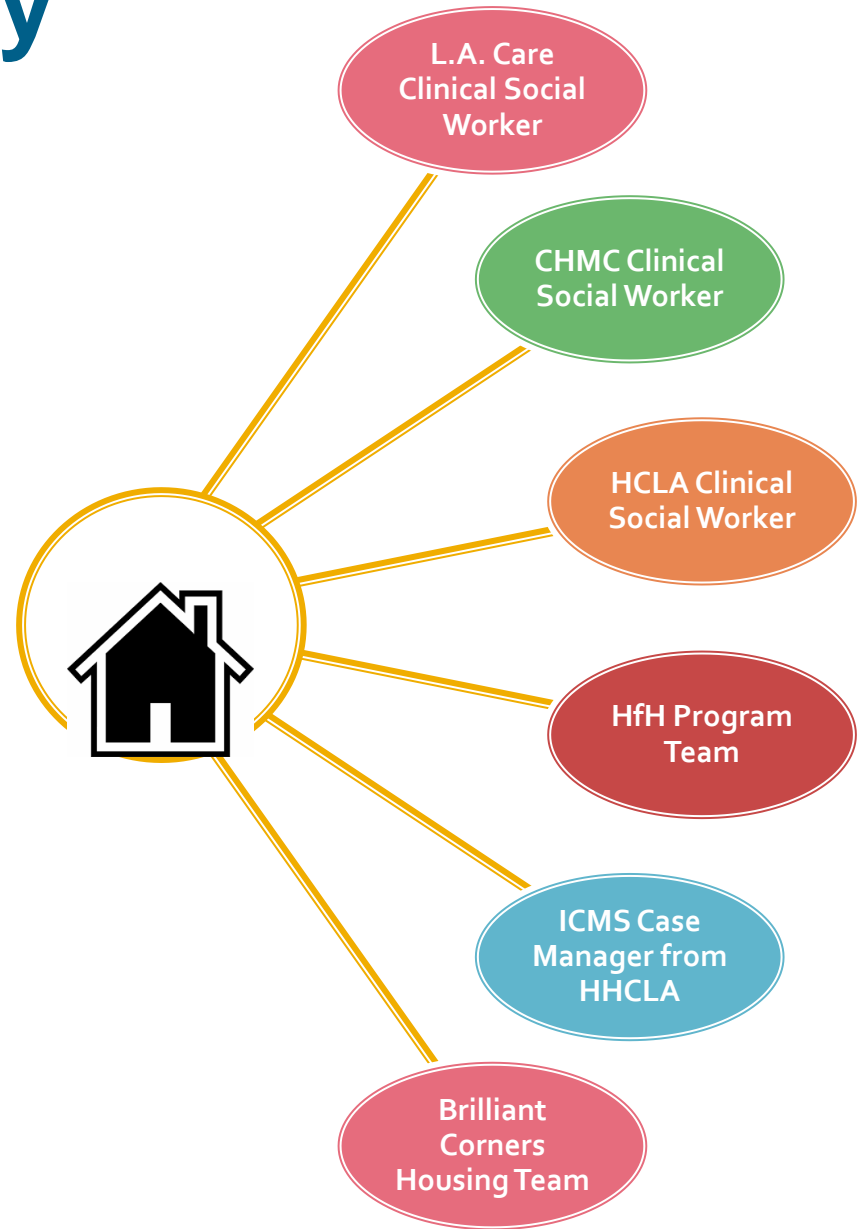 y
L.A. Care
Clinical Social
Worker
CHMC Clinical
Social Worker
HCLA Clinical
Social Worker
HfH Program
Team
ICMS Case
Manager from
HHCLA
Brilliant
Corners
Housing Team